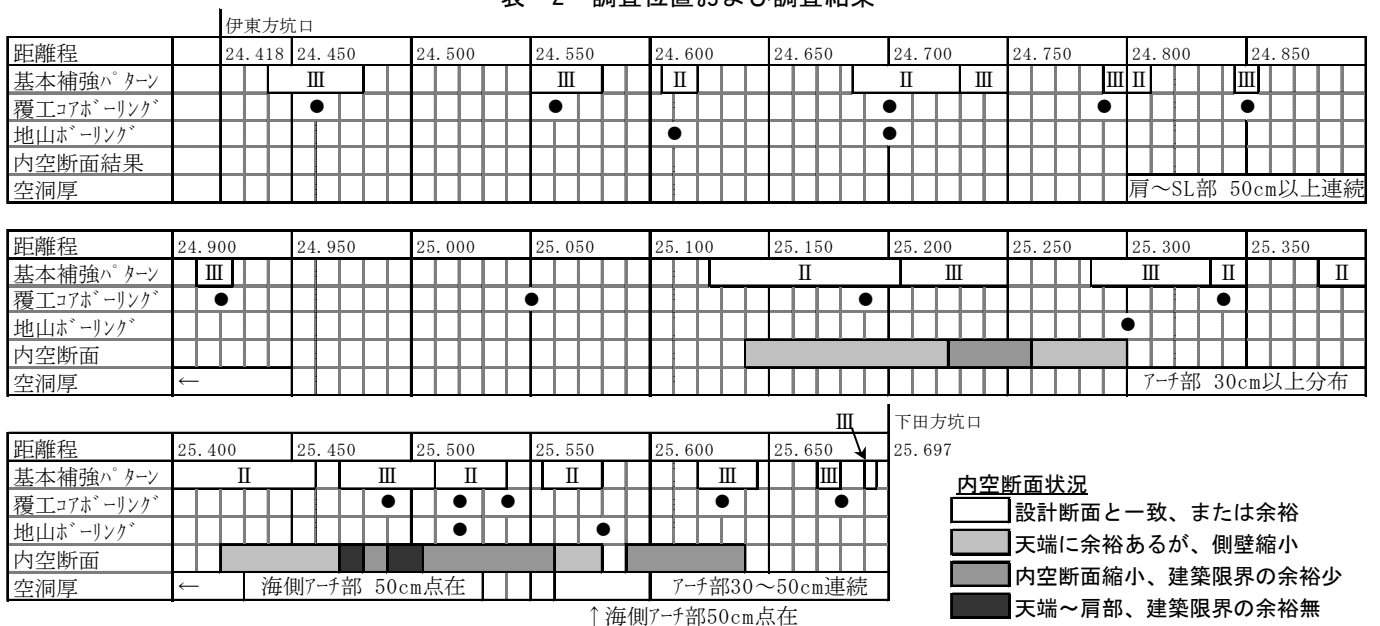 表－2 調査位置および調査結果
伊東方坑口
距離程 24.418 24.450 24.500 24.550 24.600 24.650 24.700 24.750 24.800 24.850
基本補強ﾊﾟﾀｰﾝ Ⅲ Ⅲ Ⅱ Ⅱ Ⅲ Ⅲ Ⅱ Ⅲ
覆工ｺｱﾎﾞｰﾘﾝｸﾞ ● ● ● ● ●
地山ﾎﾞｰﾘﾝｸﾞ ● ●
内空断面結果
空洞厚 肩～SL部 50cm以上連続
距離程 24.900 24.950 25.000 25.050 25.100 25.150 25.200 25.250 25.300 25.350
基本補強ﾊﾟﾀｰﾝ Ⅲ Ⅱ Ⅲ Ⅲ Ⅱ Ⅱ
覆工ｺｱﾎﾞｰﾘﾝｸﾞ ● ● ● ●
地山ﾎﾞｰﾘﾝｸﾞ ●
内空断面
空洞厚 ← ｱｰﾁ部 30cm以上分布
Ⅲ 下田方坑口
距離程 25.400 25.450 25.500 25.550 25.600 25.650 25.697
基本補強ﾊﾟﾀｰﾝ Ⅱ Ⅲ Ⅱ Ⅱ Ⅲ Ⅲ
覆工ｺｱﾎﾞｰﾘﾝｸﾞ ● ● ● ● ●
地山ﾎﾞｰﾘﾝｸﾞ ● ●
内空断面
空洞厚 ← 海側ｱｰﾁ部 50cm点在 ｱｰﾁ部30～50cm連続
↑海側ｱｰﾁ部50cm点在
内空断面状況
設計断面と一致、または余裕
天端に余裕あるが、側壁縮小
内空断面縮小、建築限界の余裕少
天端～肩部、建築限界の余裕無